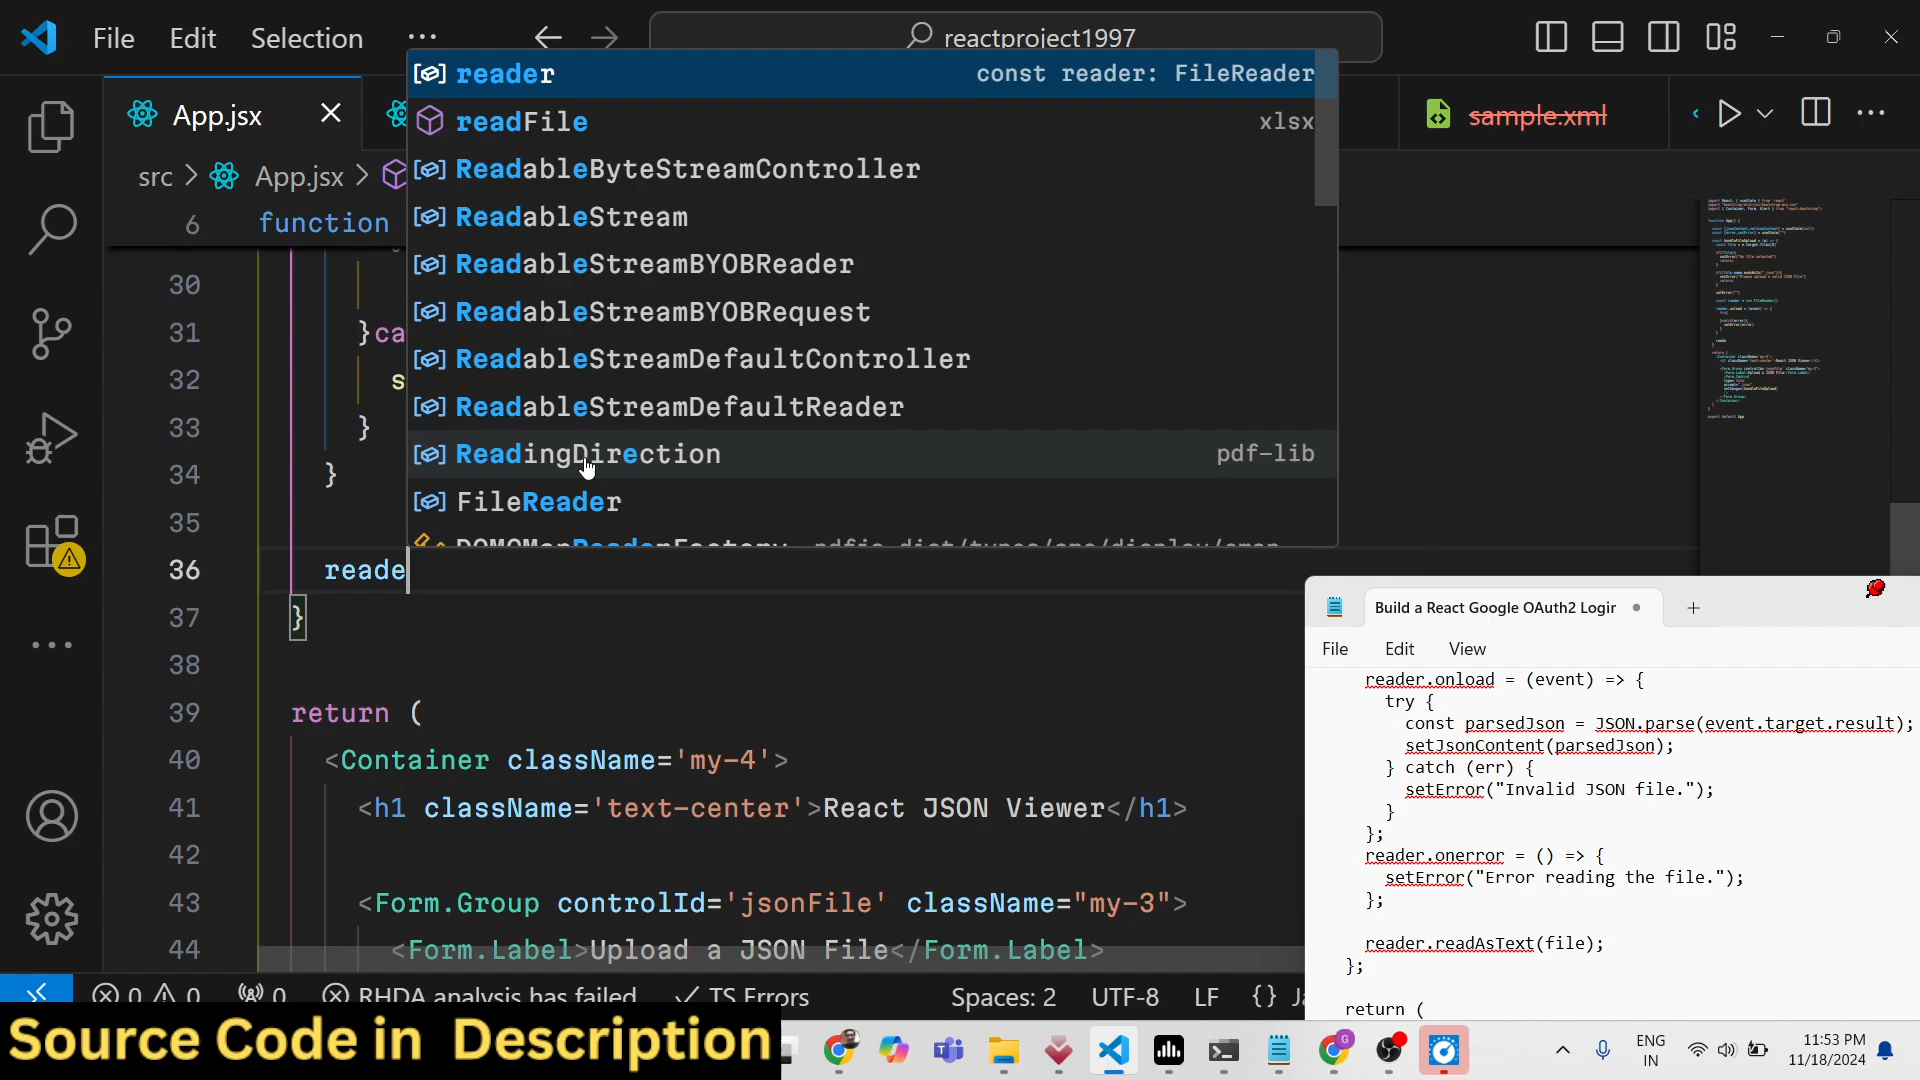 File Edit Selection ···
reactproject1997
App.jsx
sample.xml
src > App.jsx >
6 function
reader const reader: FileReader
readFile xlsx
ReadableByteStreamController
ReadableStream
ReadableStreamBYOBReader
ReadableStreamBYOBRequest
ReadableStreamDefaultController
ReadableStreamDefaultReader
ReadingDirection pdf-lib
FileReader
30
31 }ca
32 s
33 }
34 }
35
36 reade
37 }
38
39 return (
40 <Container className='my-4'>
41 <h1 className='text-center'>React JSON Viewer</h1>
42
43 <Form.Group controlId='jsonFile' className="my-3">
44 <Form.Label>Upload a JSON File</Form.Label>
0 0 0 RHDA analysis has failed TS Errors Spaces: 2 UTF-8 LF {}
Build a React Google OAuth2 Login
File Edit View
reader.onload = (event) => {
try {
const parsedJson = JSON.parse(event.target.result);
setJsonContent(parsedJson);
} catch (err) {
setError("Invalid JSON file.");
}
};
reader.onerror = () => {
setError("Error reading the file.");
};
reader.readAsText(file);
};
return (
Source Code in Description
ENG
IN
11:53 PM
11/18/2024